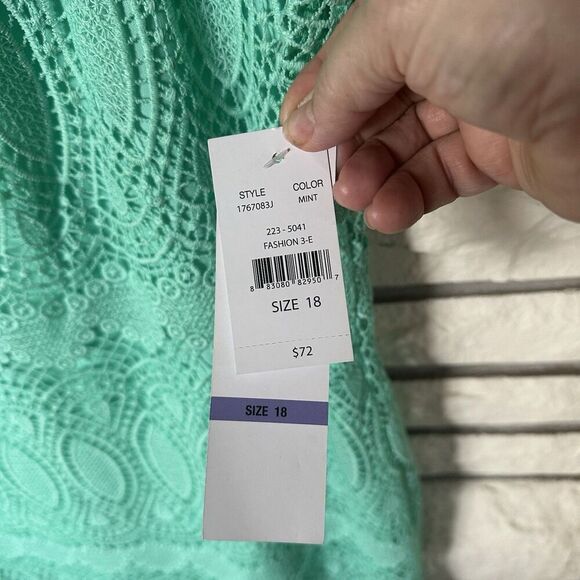 STYLE COLOR
1767083J MINT
223 - 5041
FASHION 3-E
8 83080 82950 7
SIZE 18
$72
SIZE 18